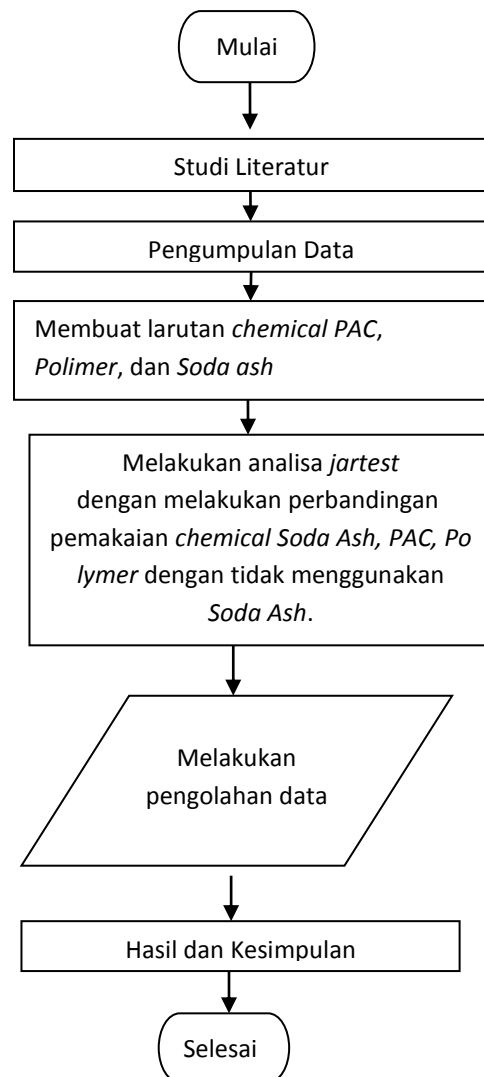 Mulai
Studi Literatur
Pengumpulan Data
Membuat larutan chemical PAC,
Polimer, dan Soda ash
Melakukan analisa jartest
dengan melakukan perbandingan
pemakaian chemical Soda Ash, PAC, Po
lymer dengan tidak menggunakan
Soda Ash.
Melakukan
pengolahan data
Hasil dan Kesimpulan
Selesai